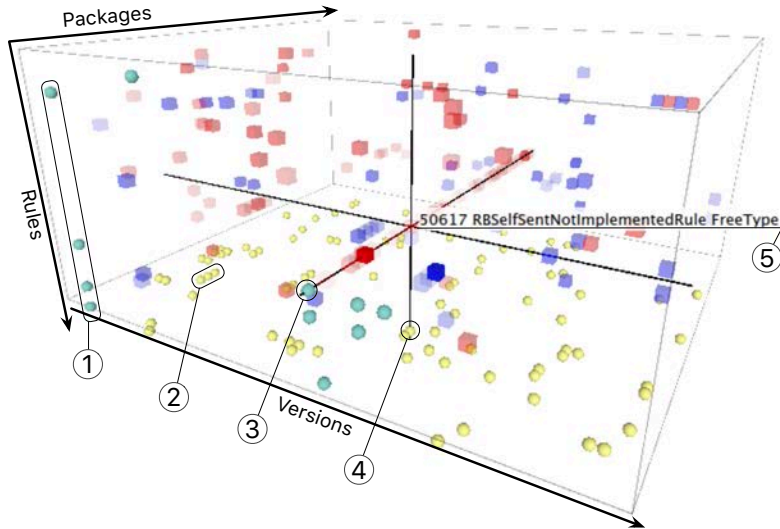 Packages
Rules
50617 RBSelfSentNotImplementedRule FreeType
5
1
2
3
Versions
4